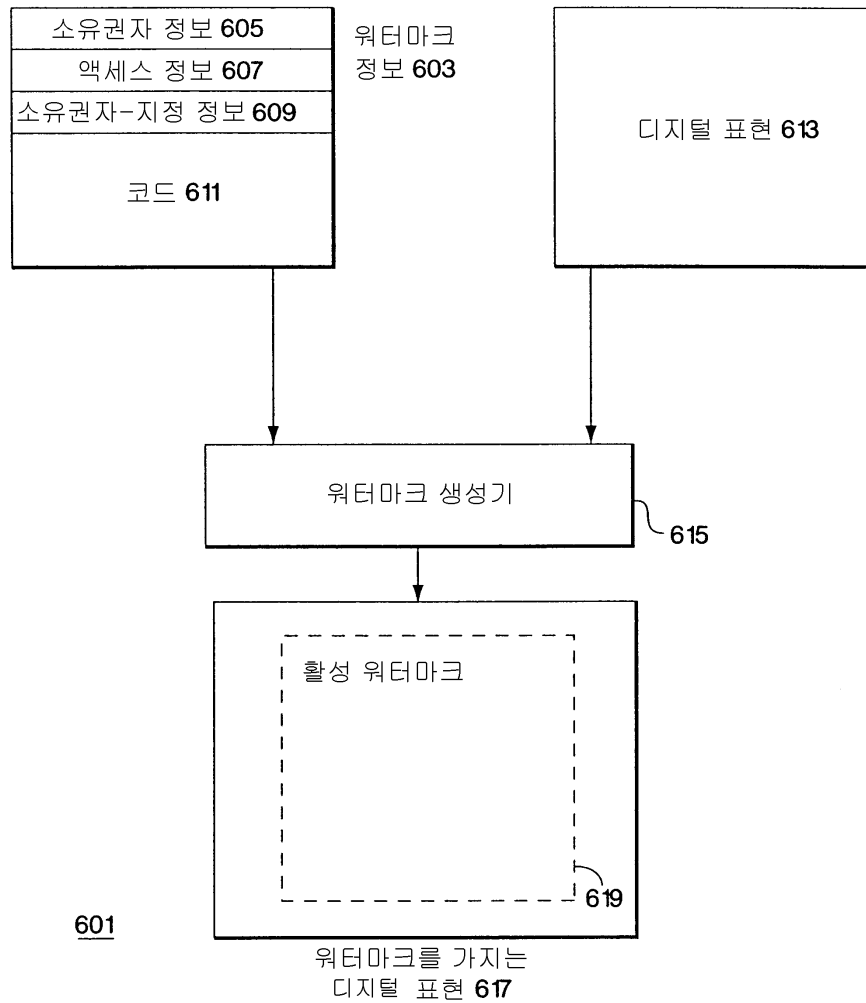 소유권자 정보 605
액세스 정보 607
소유권자-지정 정보 609
코드 611
워터마크
정보 603
디지털 표현 613
워터마크 생성기
615
활성 워터마크
619
601
워터마크를 가지는
디지털 표현 617